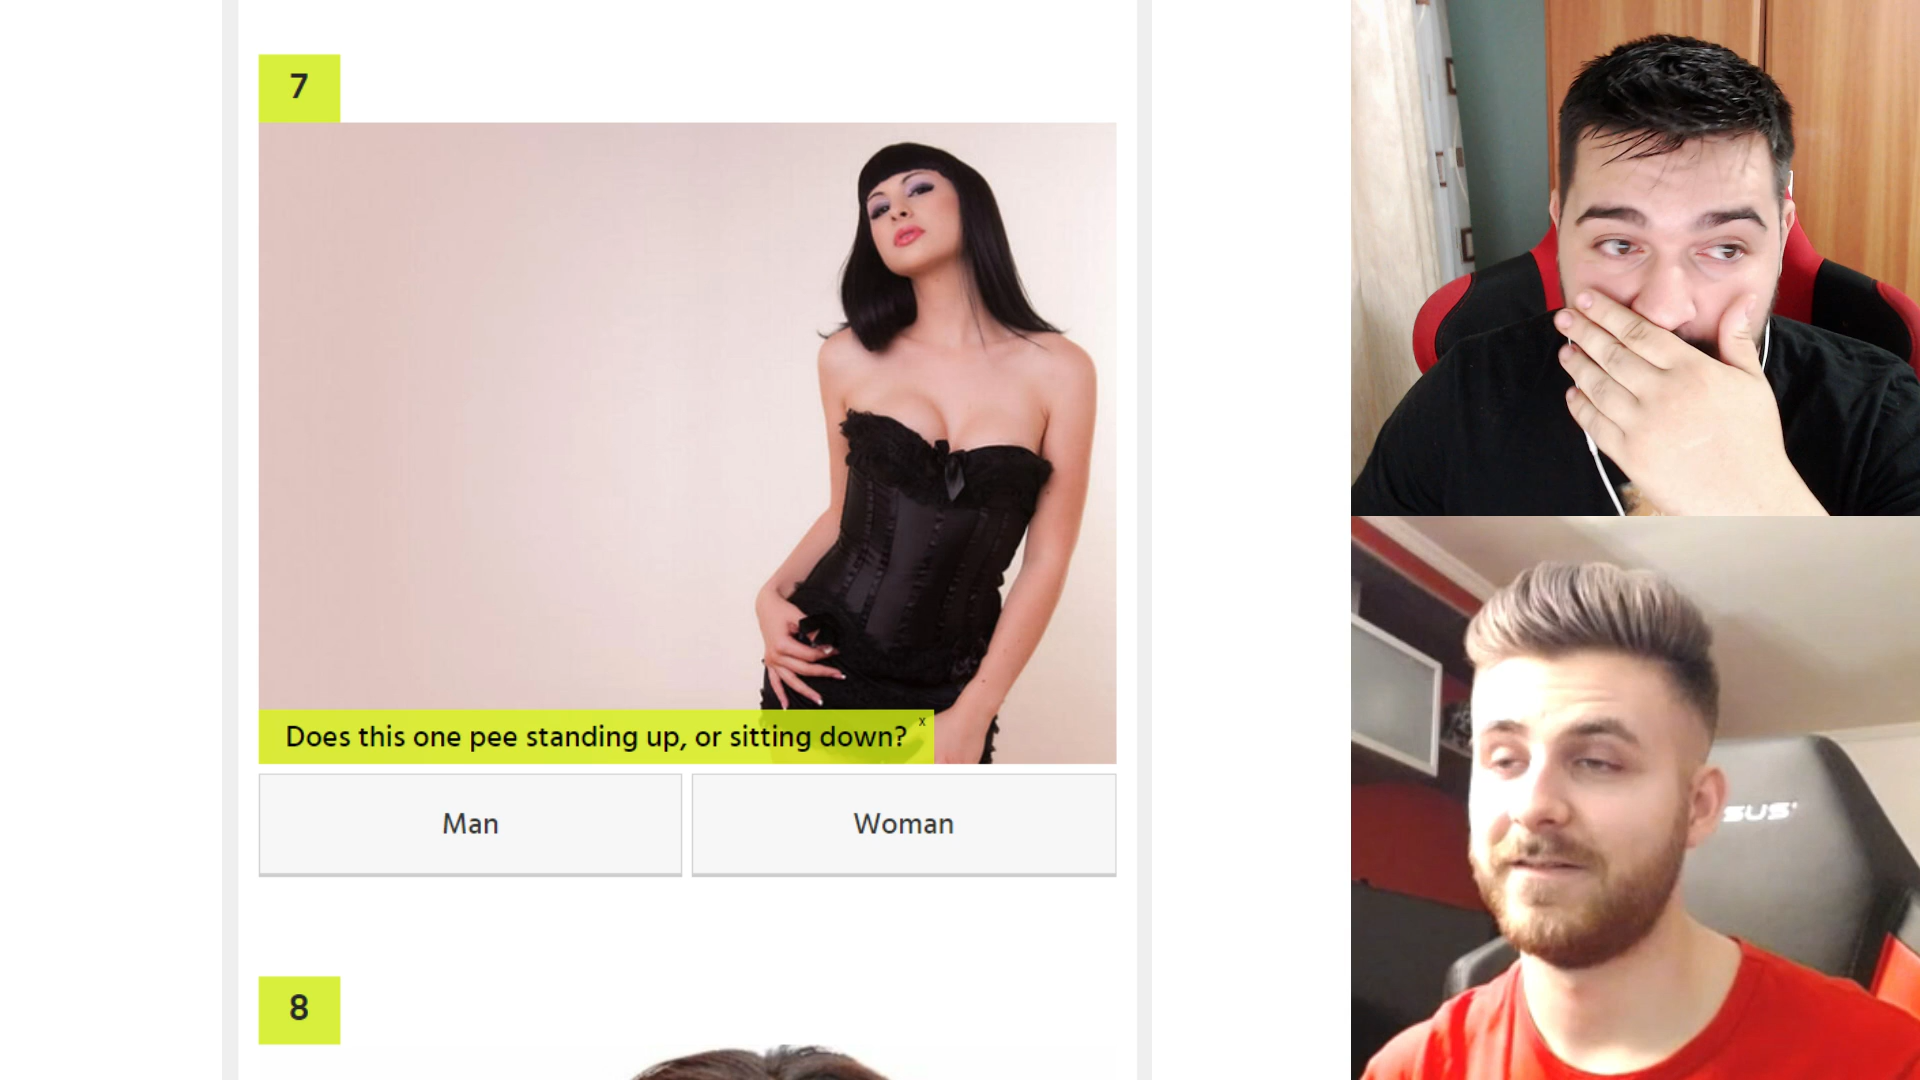 7
Does this one pee standing up, or sitting down?
x
Man
Woman
8
SUS